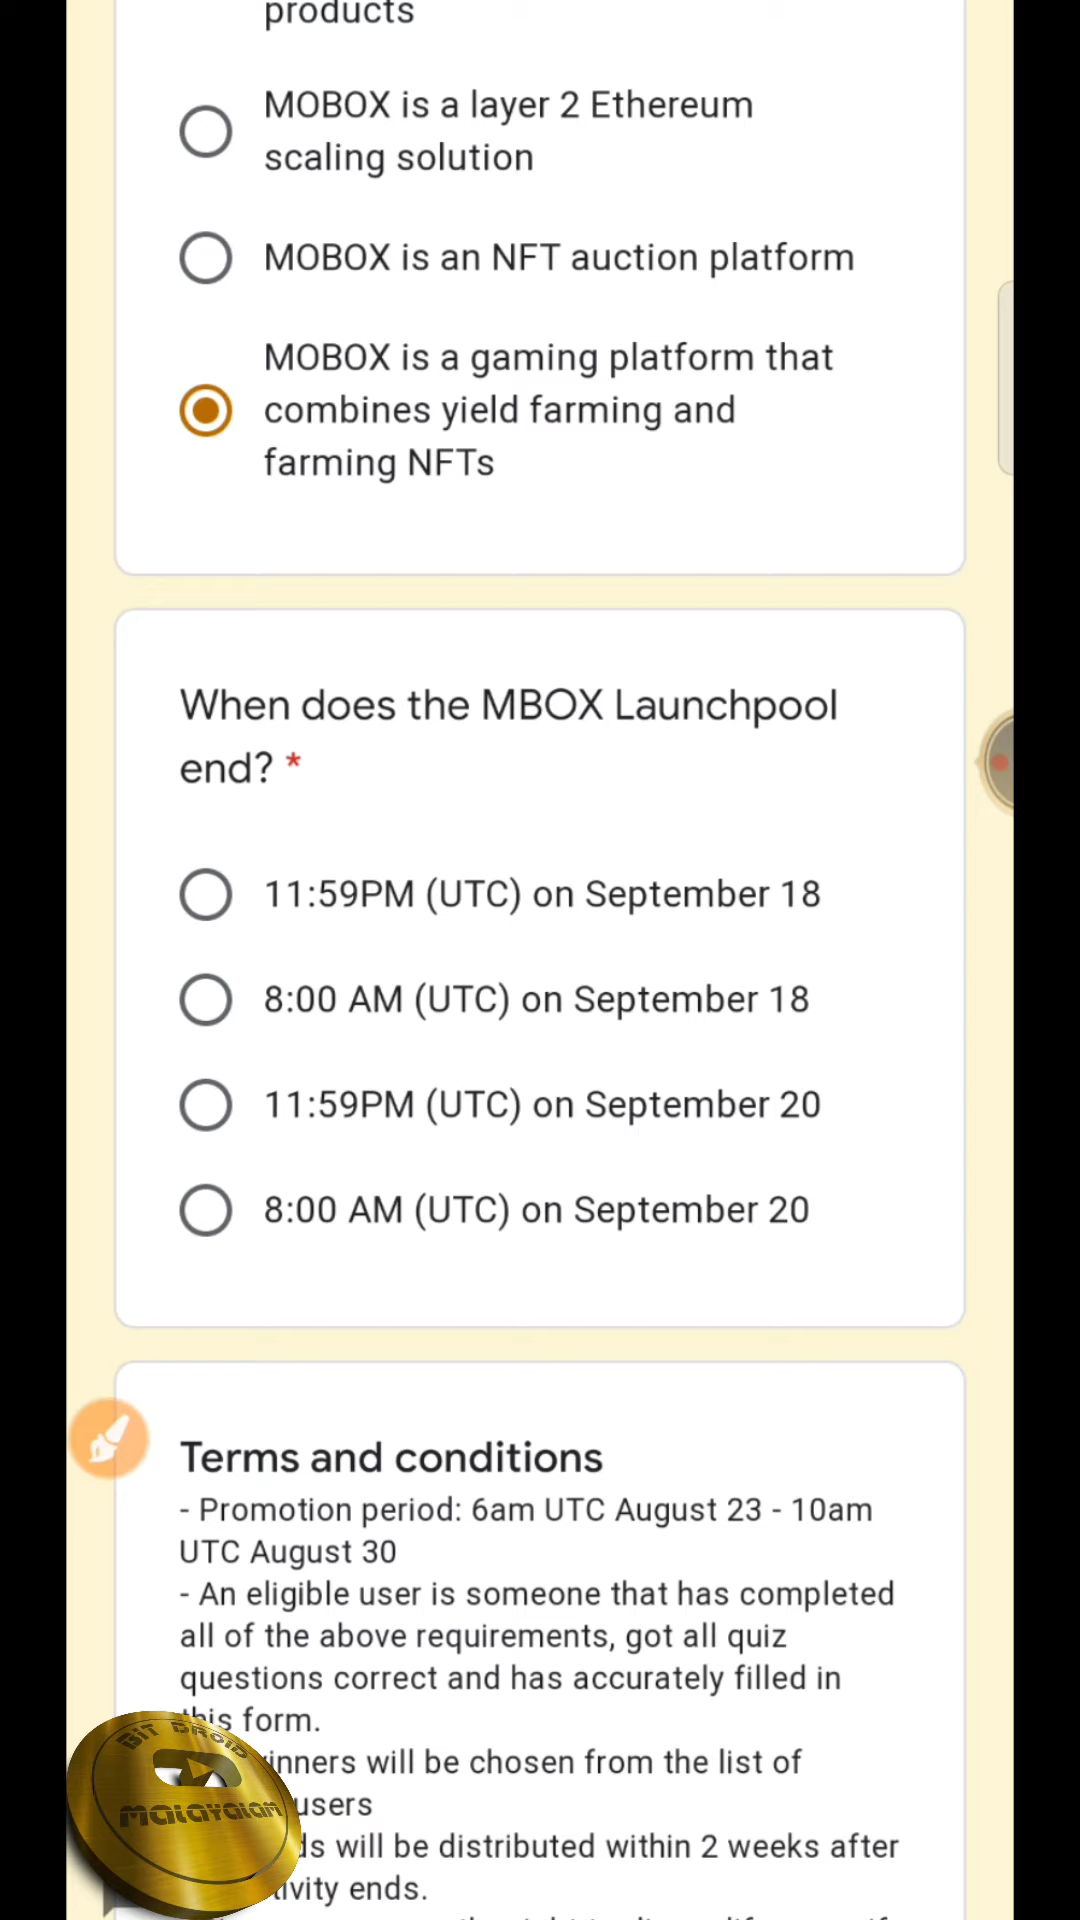 products
MOBOX is a layer 2 Ethereum
scaling solution
MOBOX is an NFT auction platform
MOBOX is a gaming platform that
combines yield farming and
farming NFTs
When does the MBOX Launchpool
end? *
11:59PM (UTC) on September 18
8:00 AM (UTC) on September 18
11:59PM (UTC) on September 20
8:00 AM (UTC) on September 20
Terms and conditions
- Promotion period: 6am UTC August 23 - 10am
UTC August 30
- An eligible user is someone that has completed
all of the above requirements, got all quiz
questions correct and has accurately filled in
this form.
inners will be chosen from the list of
users
ds will be distributed within 2 weeks after
ivity ends.
BIT DROID
MALAYALAM